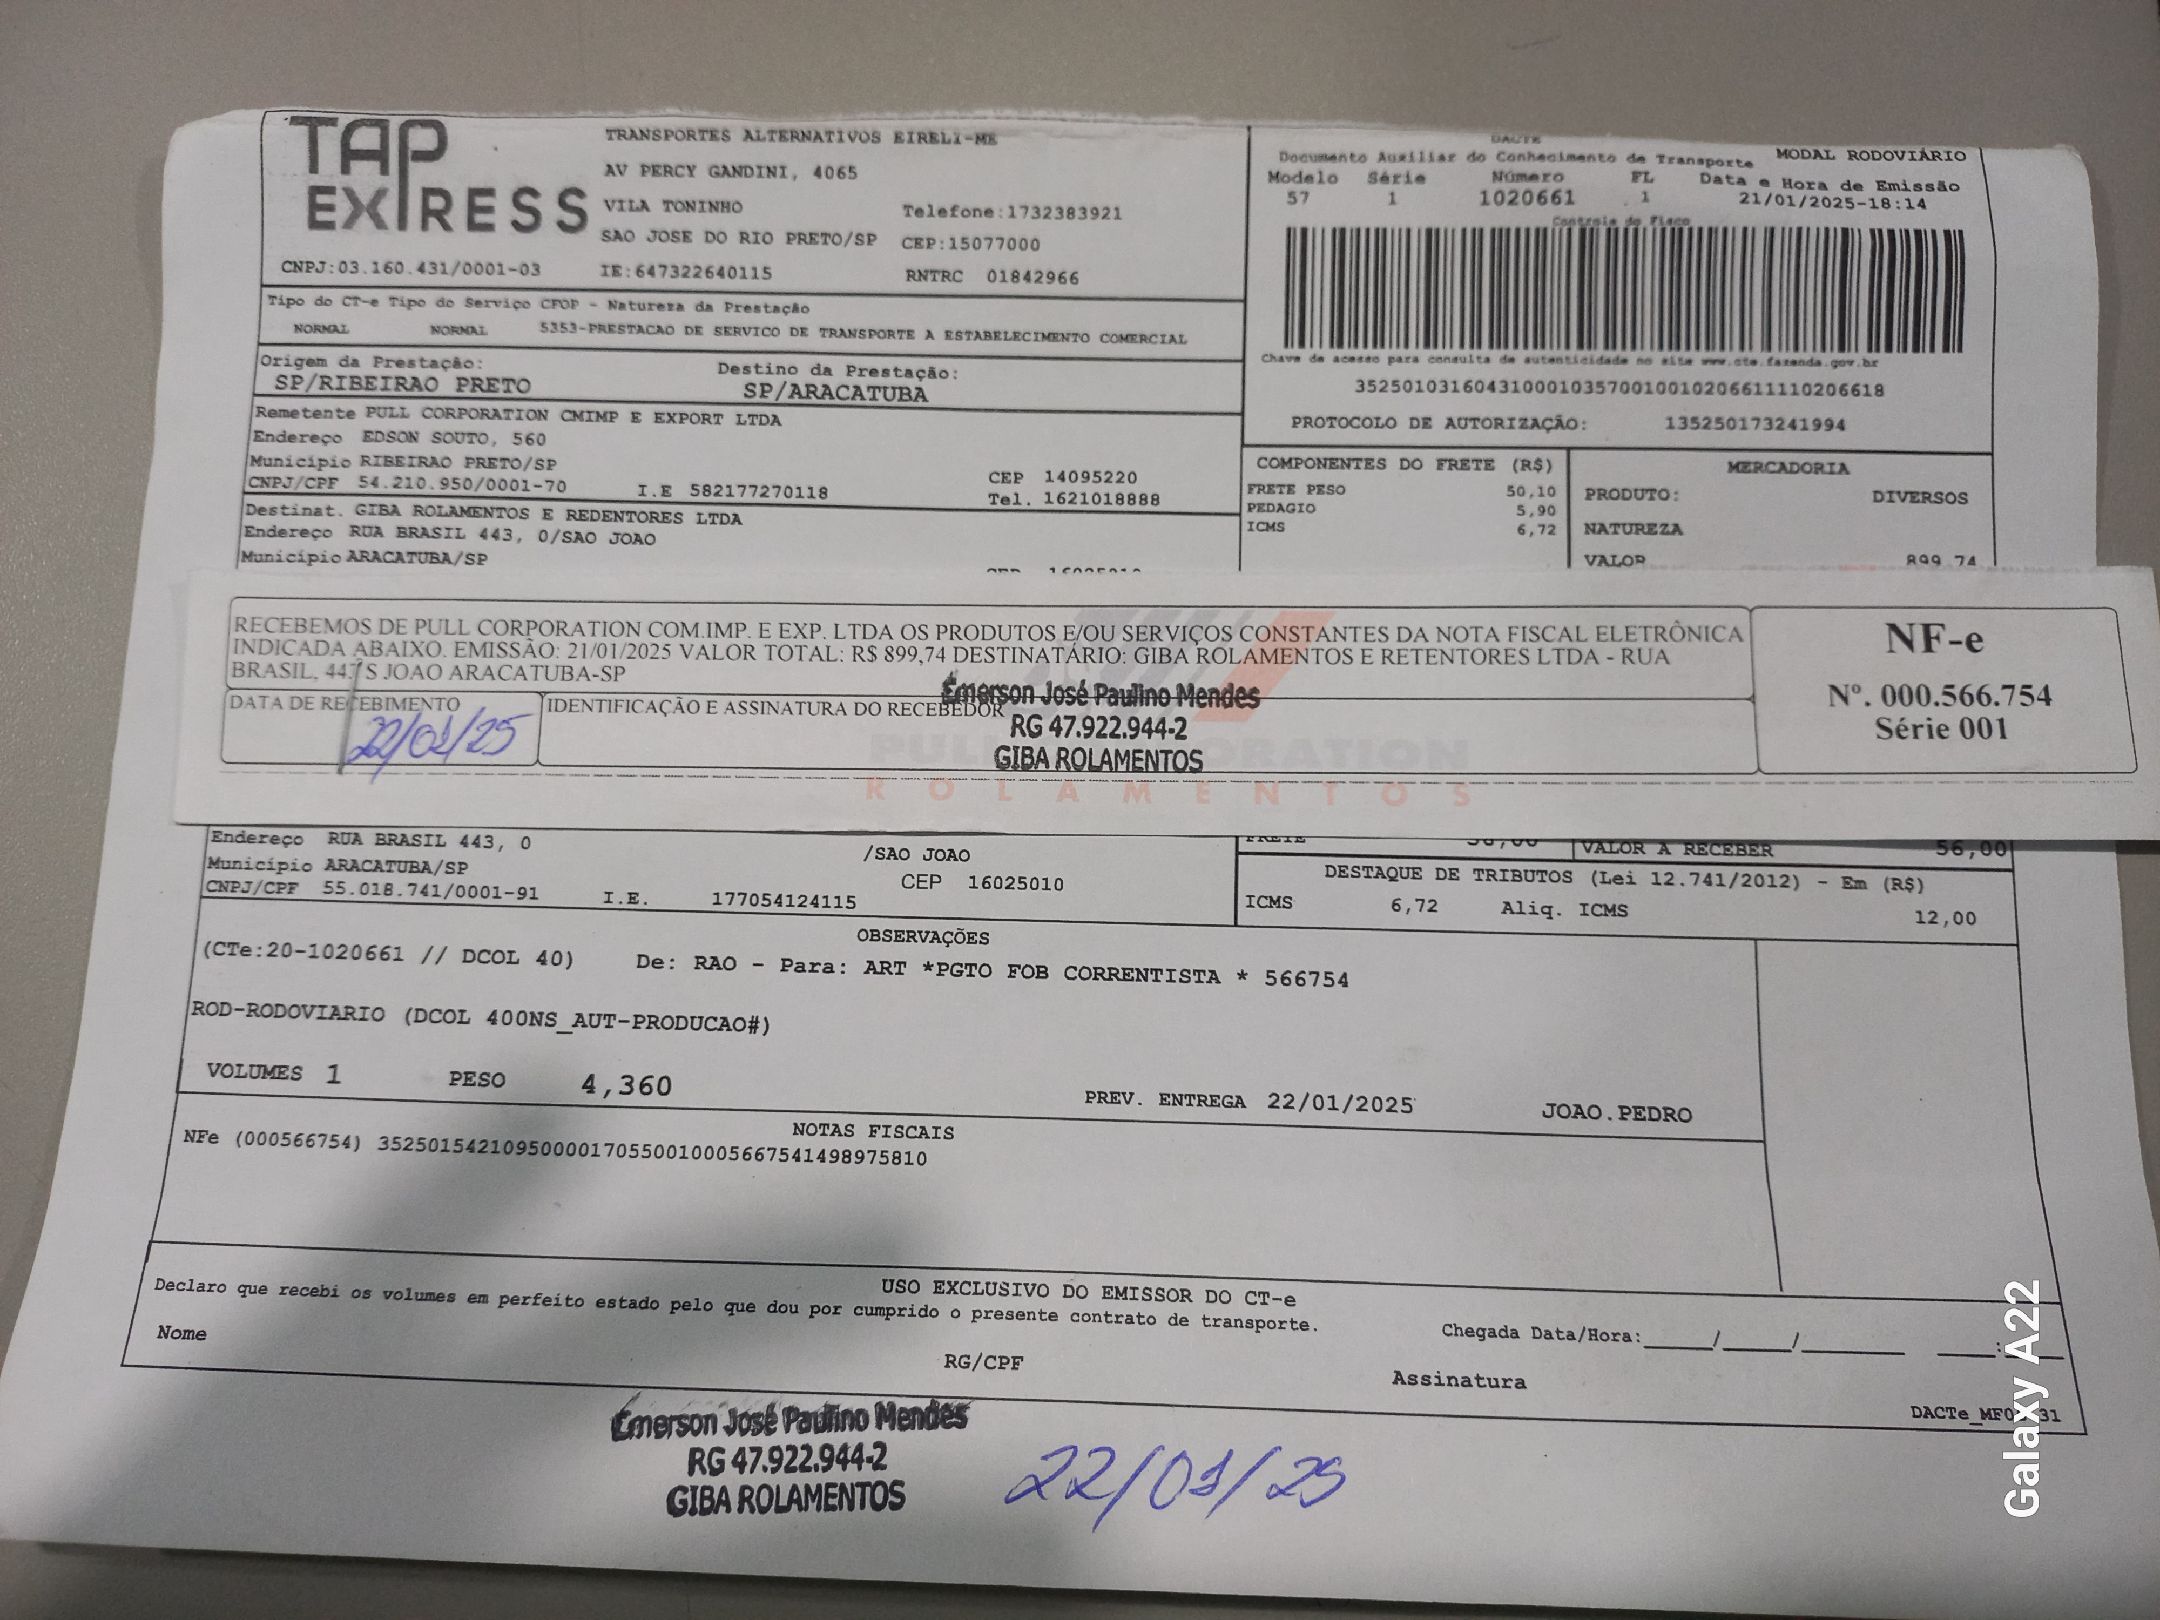 TAP EXPRESS
TRANSPORTES ALTERNATIVOS EIRELI-ME
AV PERCY GANDINI, 4065
VILA TONINHO Telefone:1732383921
SAO JOSE DO RIO PRETO/SP CEP:15077000
CNPJ:03.160.431/0001-03 IE:647322640115 RNTRC 01842966
DACTE
Documento Auxiliar do Conhecimento de Transporte MODAL RODOVIÁRIO
Modelo Série Número FL Data e Hora de Emissão
57 1 1020661 1 21/01/2025-18:14
Controle do Fisco
Tipo do CT-e Tipo do Serviço CFOP - Natureza da Prestação
NORMAL NORMAL 5353-PRESTACAO DE SERVICO DE TRANSPORTE A ESTABELECIMENTO COMERCIAL
Chave de acesso para consulta de autenticidade no site www.cte.fazenda.gov.br
35250103160431000103570010010206611110206618
PROTOCOLO DE AUTORIZAÇÃO: 135250173241994
Origem da Prestação: Destino da Prestação:
SP/RIBEIRAO PRETO SP/ARACATUBA
Remetente PULL CORPORATION CMIMP E EXPORT LTDA
Endereço EDSON SOUTO, 560
Município RIBEIRAO PRETO/SP CEP 14095220
CNPJ/CPF 54.210.950/0001-70 I.E 582177270118 Tel. 1621018888
Destinat. GIBA ROLAMENTOS E REDENTORES LTDA
Endereço RUA BRASIL 443, 0/SAO JOAO
Município ARACATUBA/SP
COMPONENTES DO FRETE (R$)
FRETE PESO 50,10
PEDAGIO 5,90
ICMS 6,72
MERCADORIA
PRODUTO: DIVERSOS
NATUREZA
VALOR 899,74
RECEBEMOS DE PULL CORPORATION COM.IMP. E EXP. LTDA OS PRODUTOS E/OU SERVIÇOS CONSTANTES DA NOTA FISCAL ELETRÔNICA
INDICADA ABAIXO. EMISSÃO: 21/01/2025 VALOR TOTAL: R$ 899,74 DESTINATÁRIO: GIBA ROLAMENTOS E RETENTORES LTDA - RUA
BRASIL, 447 S JOAO ARACATUBA-SP
DATA DE RECEBIMENTO
22/01/25
IDENTIFICAÇÃO E ASSINATURA DO RECEBEDOR
Emerson José Paulino Mendes
RG 47.922.944-2
GIBA ROLAMENTOS
PULL CORPORATION
ROLAMENTOS
NF-e
Nº. 000.566.754
Série 001
Endereço RUA BRASIL 443, 0 /SAO JOAO
Município ARACATUBA/SP CEP 16025010
CNPJ/CPF 55.018.741/0001-91 I.E. 177054124115
FRETE 56,00 VALOR A RECEBER 56,00
DESTAQUE DE TRIBUTOS (Lei 12.741/2012) - Em (R$)
ICMS 6,72 Aliq. ICMS 12,00
OBSERVAÇÕES
(CTe:20-1020661 // DCOL 40) De: RAO - Para: ART *PGTO FOB CORRENTISTA * 566754
ROD-RODOVIARIO (DCOL 400NS_AUT-PRODUCAO#)
VOLUMES 1 PESO 4,360 PREV. ENTREGA 22/01/2025 JOAO.PEDRO
NOTAS FISCAIS
NFe (000566754) 35250154210950000170550010005667541498975810
USO EXCLUSIVO DO EMISSOR DO CT-e
Declaro que recebi os volumes em perfeito estado pelo que dou por cumprido o presente contrato de transporte.
Nome RG/CPF Assinatura Chegada Data/Hora:_____/_____/_______ ____:____
Emerson José Paulino Mendes
RG 47.922.944-2
GIBA ROLAMENTOS
22/01/25
Galaxy A22